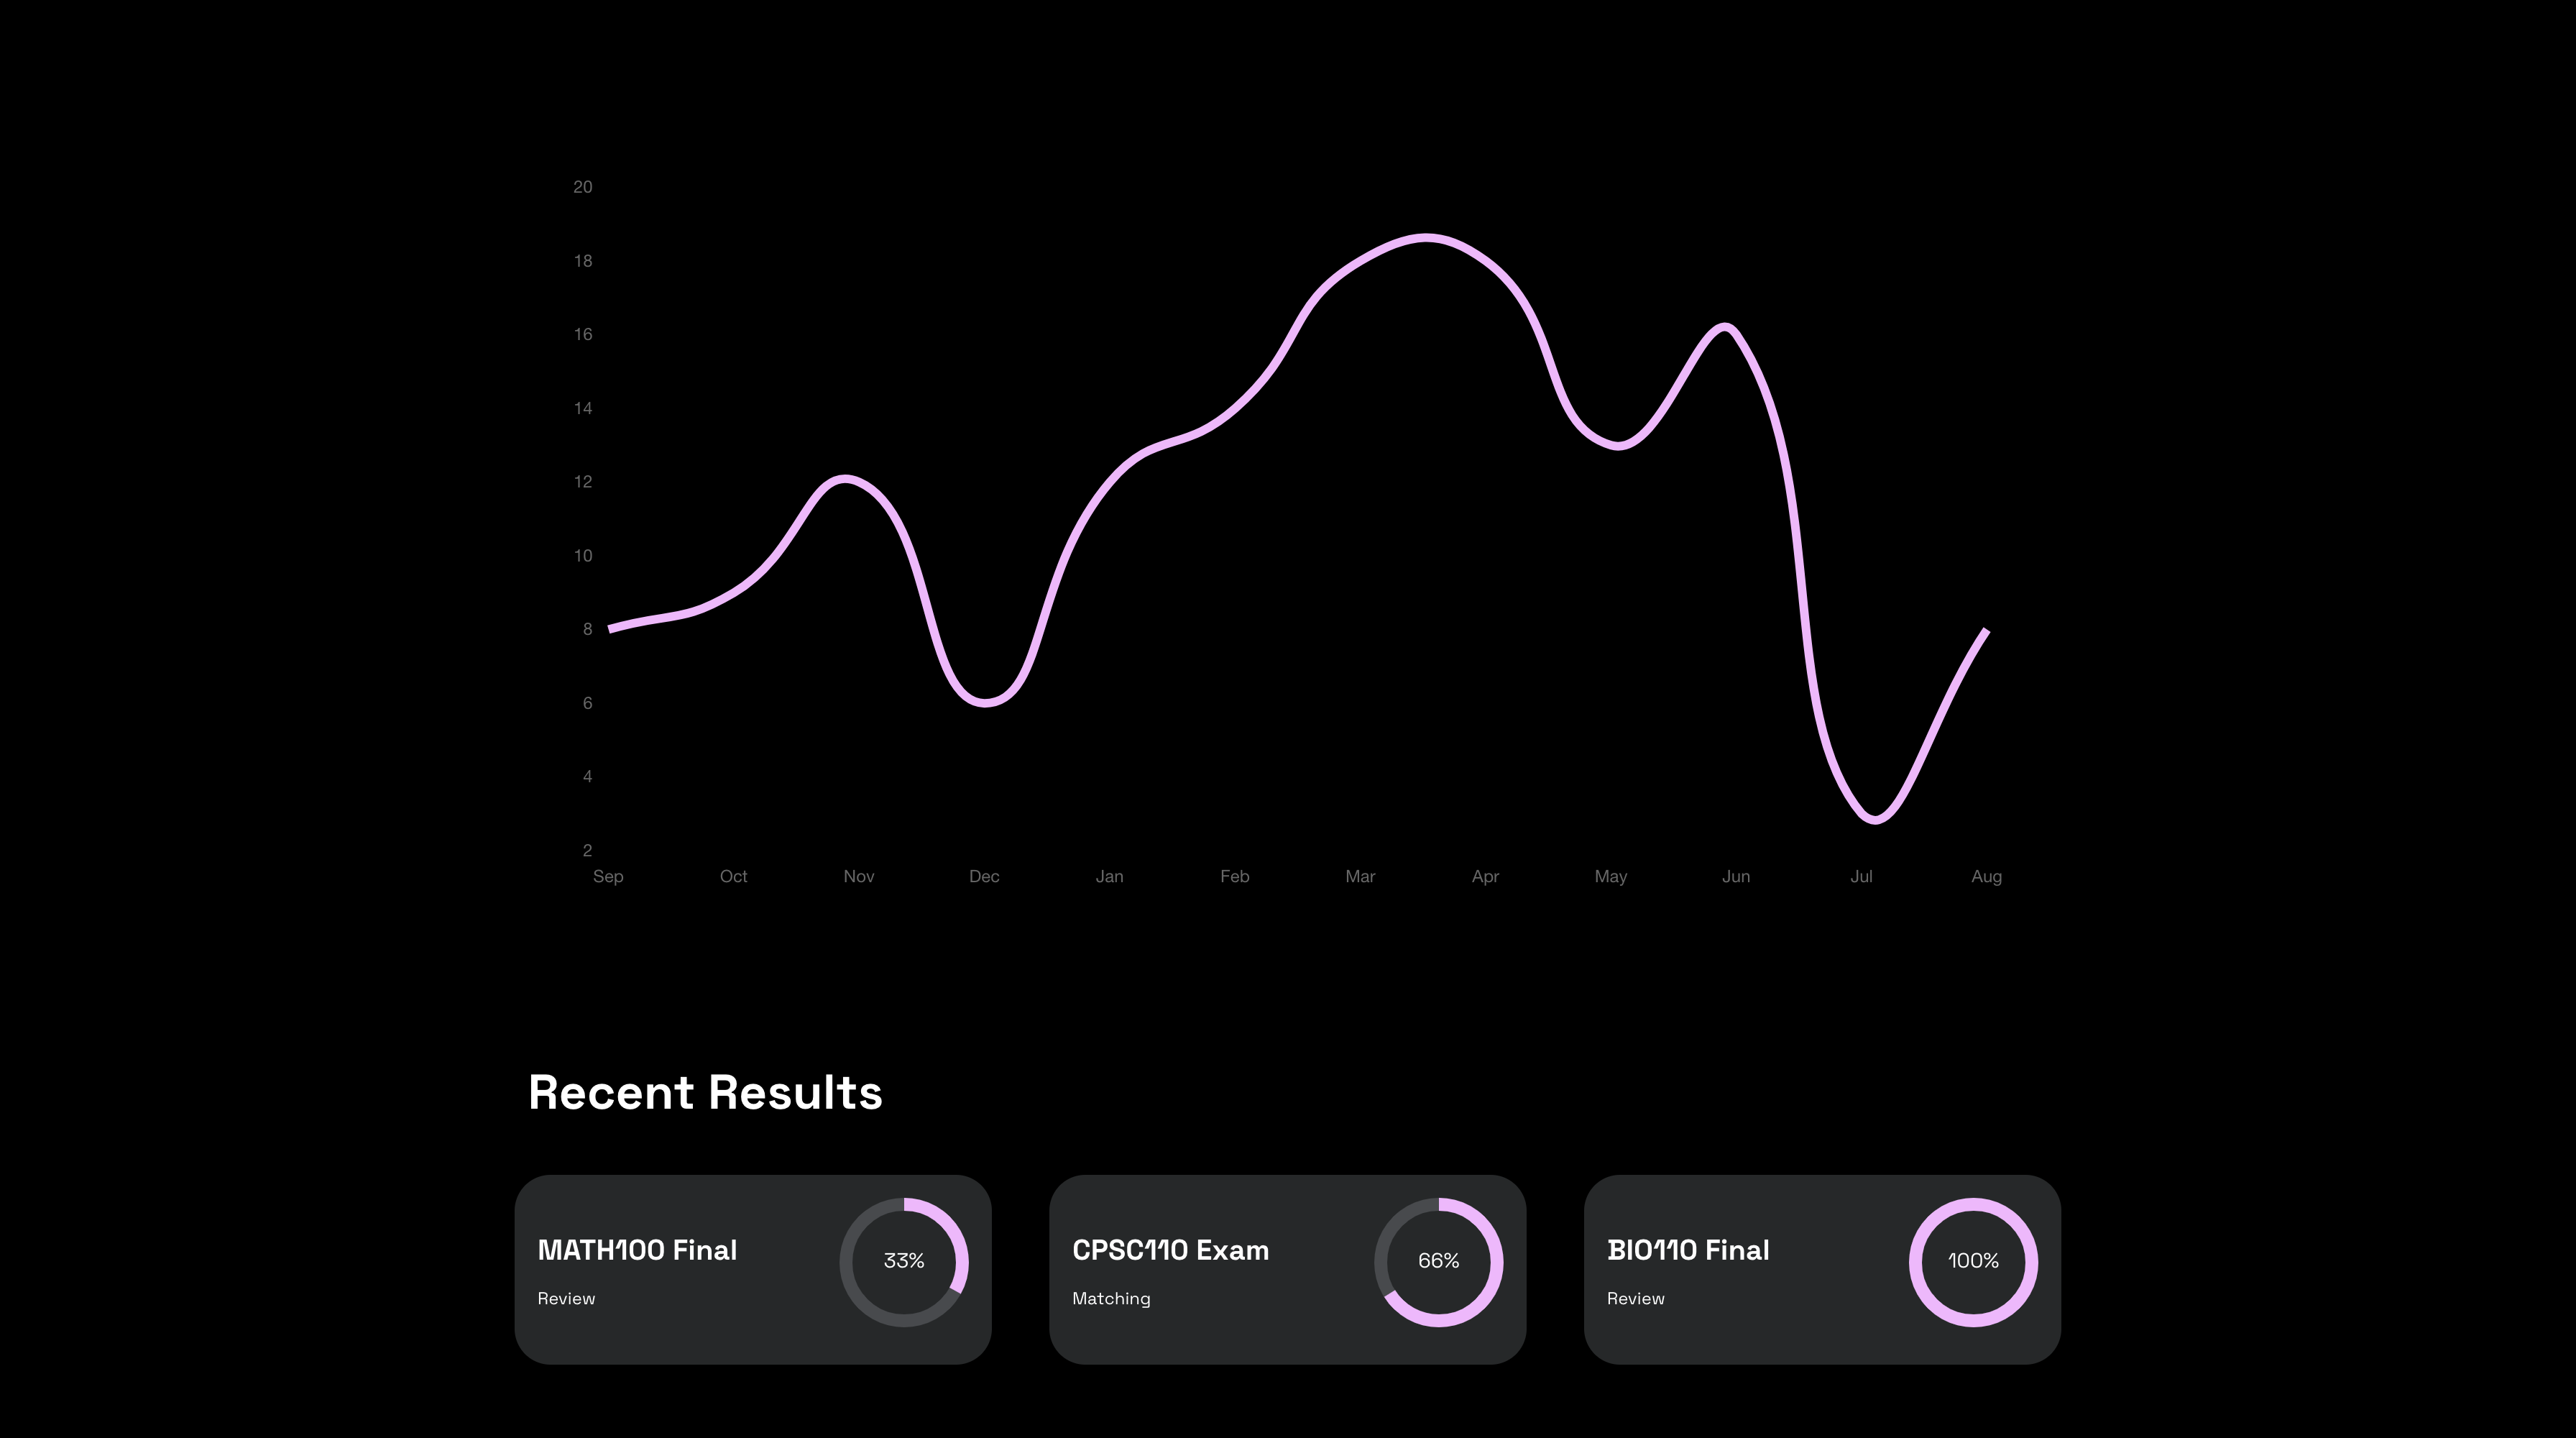 20
18
16
14
12
10
8
6
4
2
Sep Oct Nov Dec Jan Feb Mar Apr May Jun Jul Aug
Recent Results
MATH100 Final
33%
Review
CPSC110 Exam
66%
Matching
BIO110 Final
100%
Review